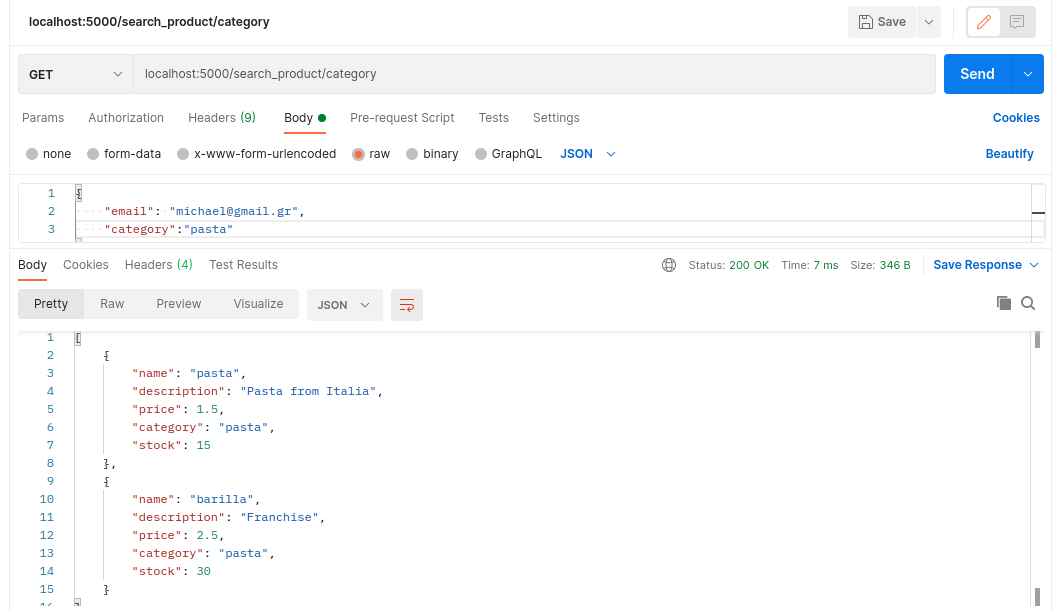 localhost:5000/search_product/category
Save
GET
localhost:5000/search_product/category
Send
Params Authorization Headers (9) Body Pre-request Script Tests Settings Cookies
none form-data x-www-form-urlencoded raw binary GraphQL JSON Beautify
1 {
2 "email": "michael@gmail.gr",
3 "category":"pasta"
Body Cookies Headers (4) Test Results Status: 200 OK Time: 7 ms Size: 346 B Save Response
Pretty Raw Preview Visualize JSON
1 [
2 {
3 "name": "pasta",
4 "description": "Pasta from Italia",
5 "price": 1.5,
6 "category": "pasta",
7 "stock": 15
8 },
9 {
10 "name": "barilla",
11 "description": "Franchise",
12 "price": 2.5,
13 "category": "pasta",
14 "stock": 30
15 }
16 ]